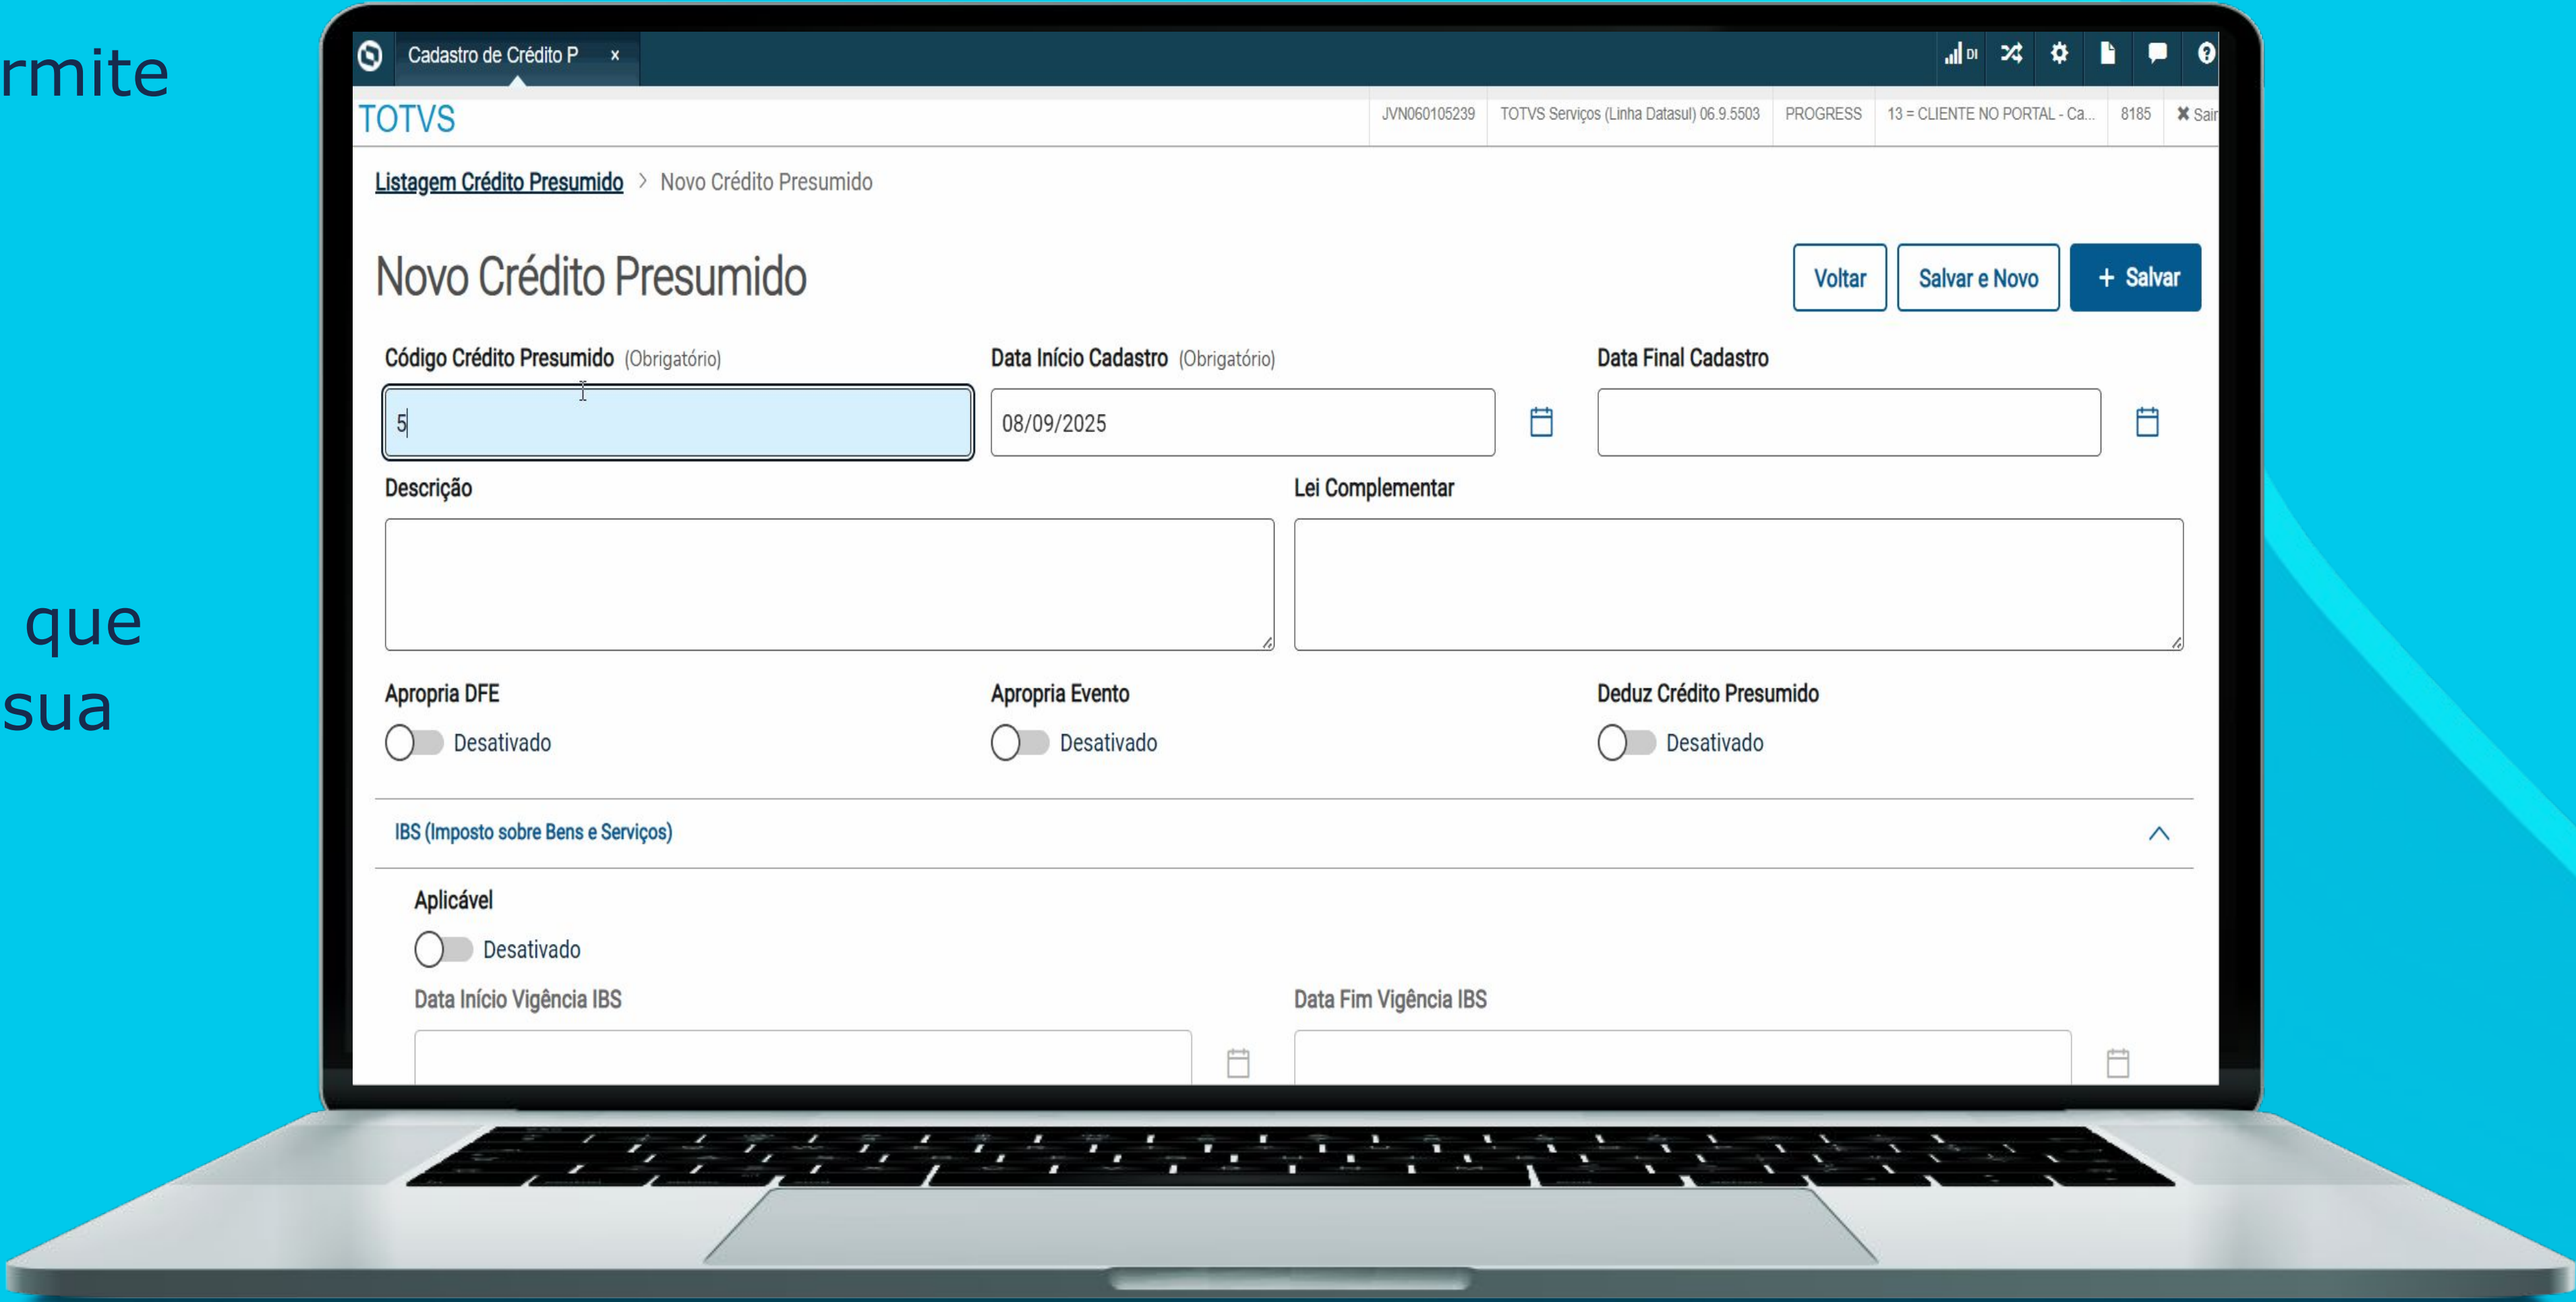 rmite
que
sua
Cadastro de Crédito P x
DI
TOTVS
JVN060105239 TOTVS Serviços (Linha Datasul) 06.9.5503 PROGRESS 13 = CLIENTE NO PORTAL - Ca... 8185 ✖ Sair
Listagem Crédito Presumido > Novo Crédito Presumido
Novo Crédito Presumido
Voltar Salvar e Novo + Salvar
Código Crédito Presumido (Obrigatório) Data Início Cadastro (Obrigatório) Data Final Cadastro
5 08/09/2025
Descrição Lei Complementar
Apropria DFE Apropria Evento Deduz Crédito Presumido
Desativado Desativado Desativado
IBS (Imposto sobre Bens e Serviços)
Aplicável
Desativado
Data Início Vigência IBS Data Fim Vigência IBS